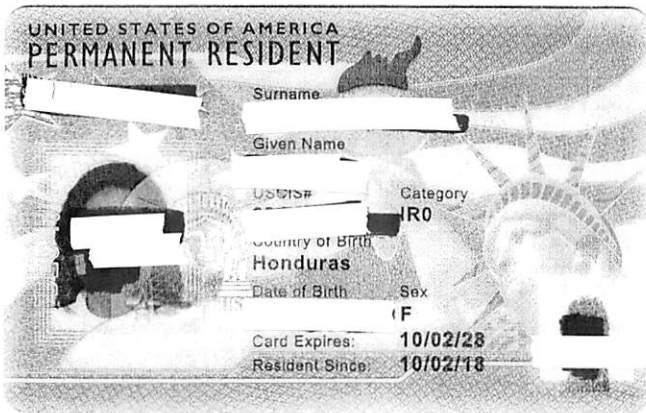 UNITED STATES OF AMERICA
PERMANENT RESIDENT
Surname
Given Name
USCIS# Category
IR0
Country of Birth
Honduras
Date of Birth Sex
F
Card Expires: 10/02/28
Resident Since: 10/02/18